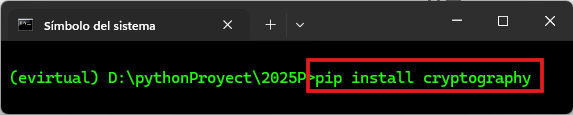 Símbolo del sistema
(evirtual) D:\pythonProyect\2025P>pip install cryptography